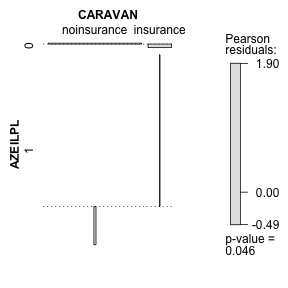 CARAVAN
noinsurance insurance
AZEILPL
0
1
Pearson
residuals:
1.90
0.00
-0.49
p-value =
0.046